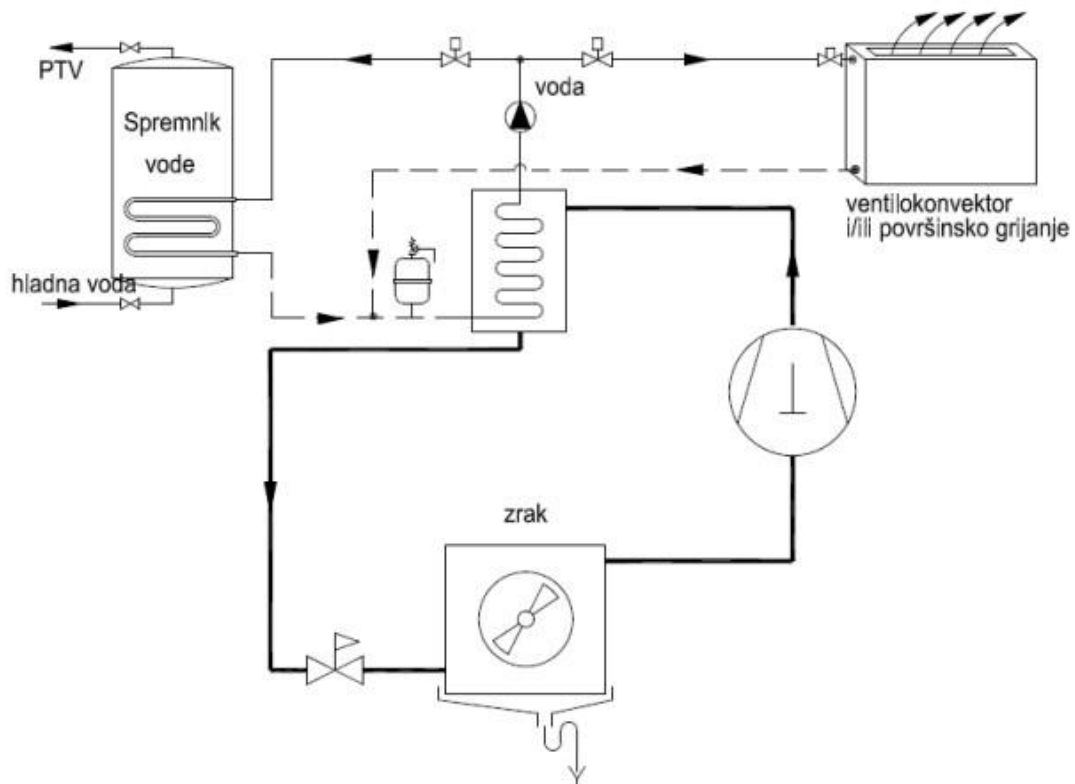 PTV
Spremnik
vode
hladna voda
voda
ventilokonvektor
i/ili površinsko grijanje
zrak